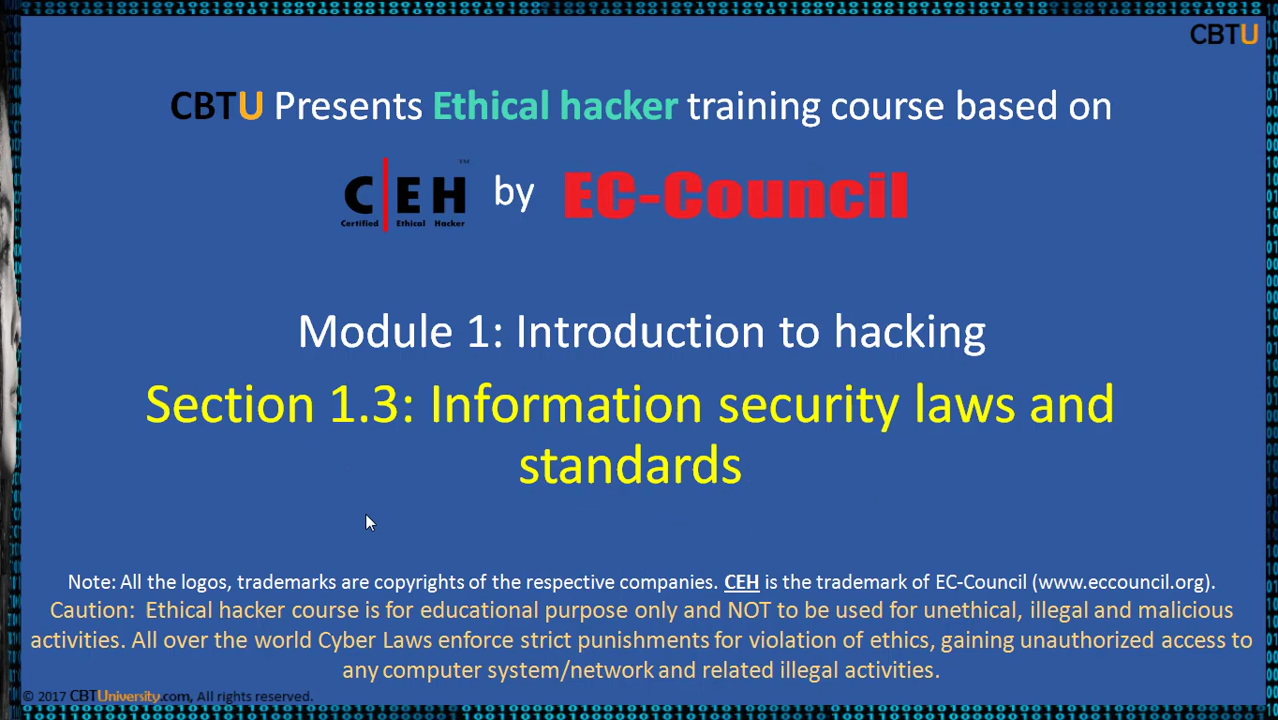 CBTU
CBTU Presents Ethical hacker training course based on
C|EH™ by EC-Council
Certified Ethical Hacker
Module 1: Introduction to hacking
Section 1.3: Information security laws and
standards
Note: All the logos, trademarks are copyrights of the respective companies. CEH is the trademark of EC-Council (www.eccouncil.org).
Caution: Ethical hacker course is for educational purpose only and NOT to be used for unethical, illegal and malicious
activities. All over the world Cyber Laws enforce strict punishments for violation of ethics, gaining unauthorized access to
any computer system/network and related illegal activities.
© 2017 CBTUniversity.com, All rights reserved.